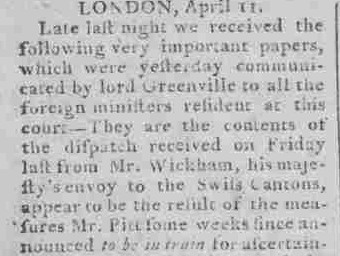 LONDON, April 11.
Late laſt night we received the
following very important papers,
which were yeſterday communi-
cated by lord Greenville to all the
foreign miniſters reſident at this
court—They are the contents of
the diſpatch received on Friday
laſt from Mr. Wickham, his maje-
ſty's envoy to the Swiſs Cantons,
appear to be the reſult of the mea-
ſures Mr. Pitt ſome weeks ſince an-
nounced to be in train for aſcertain-